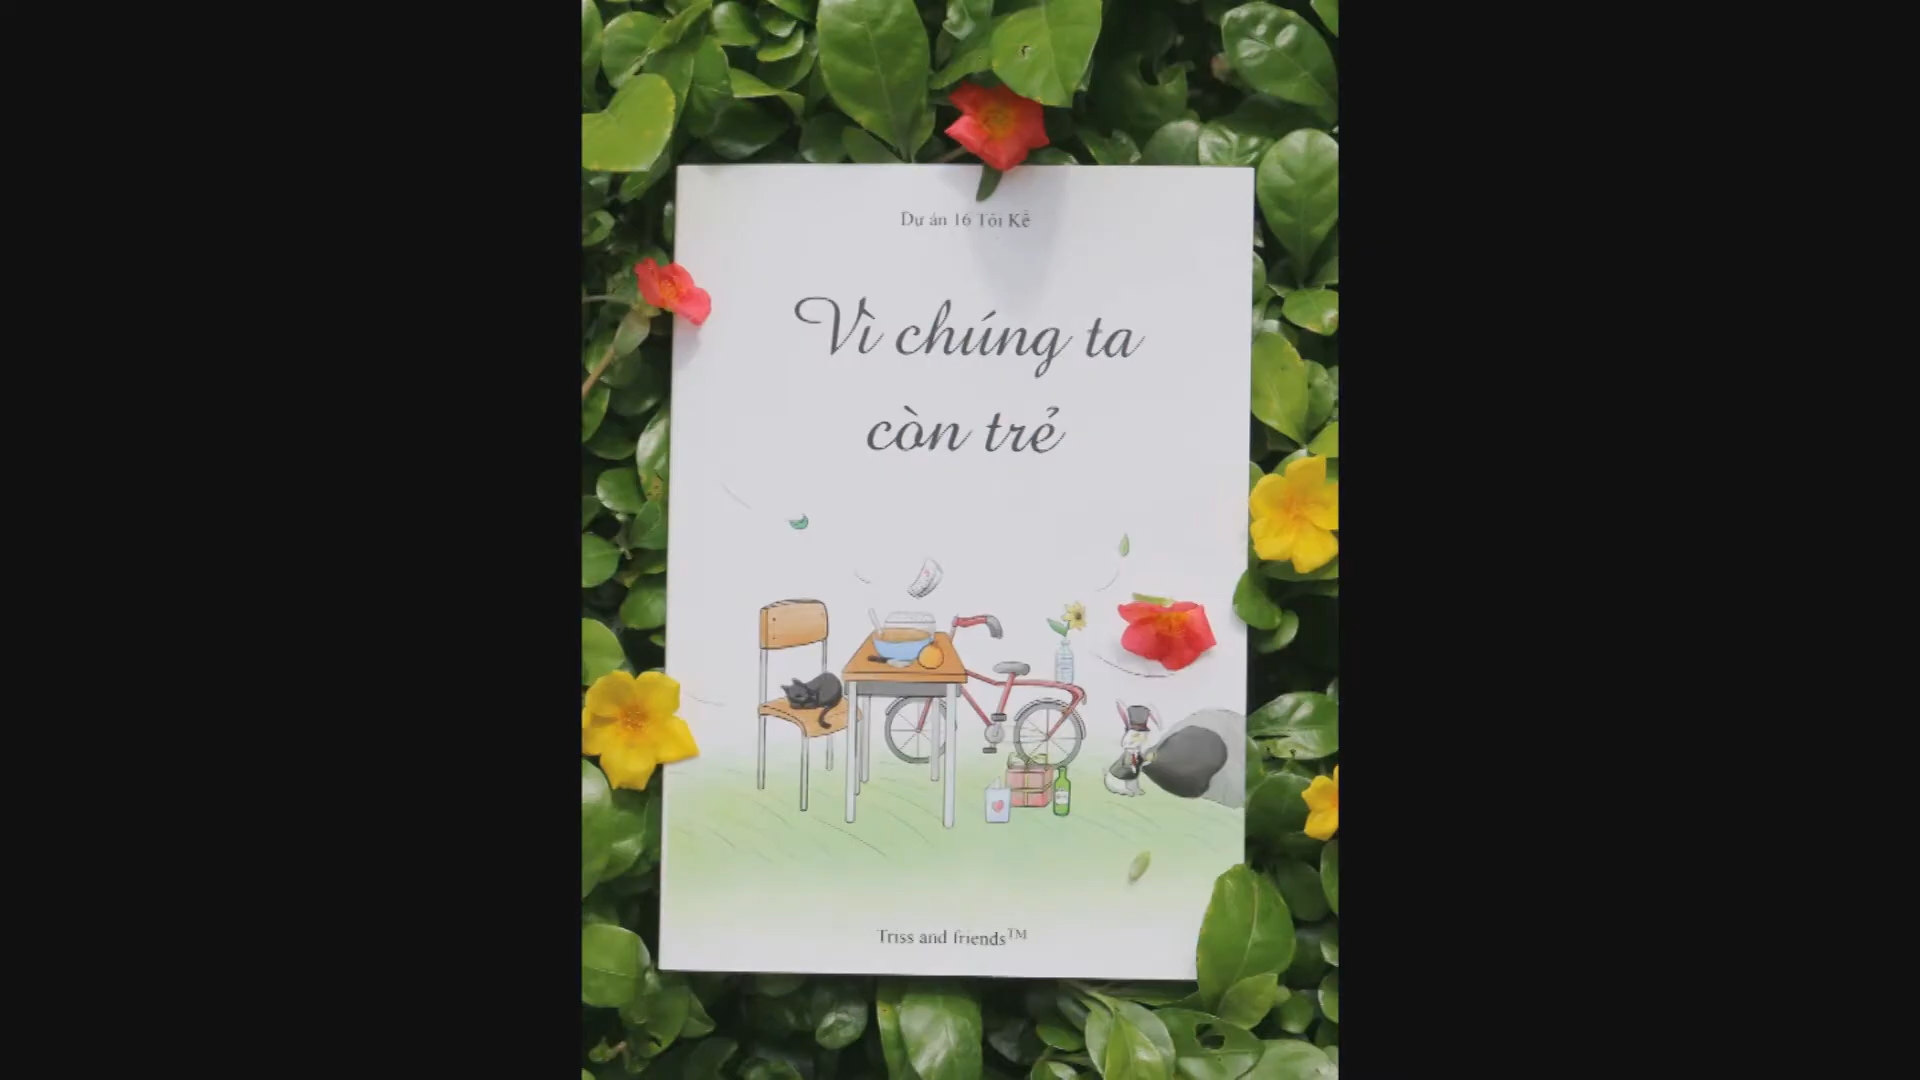 Dự án 16 Tôi Kể
Vì chúng ta
còn trẻ
Triss and friends™